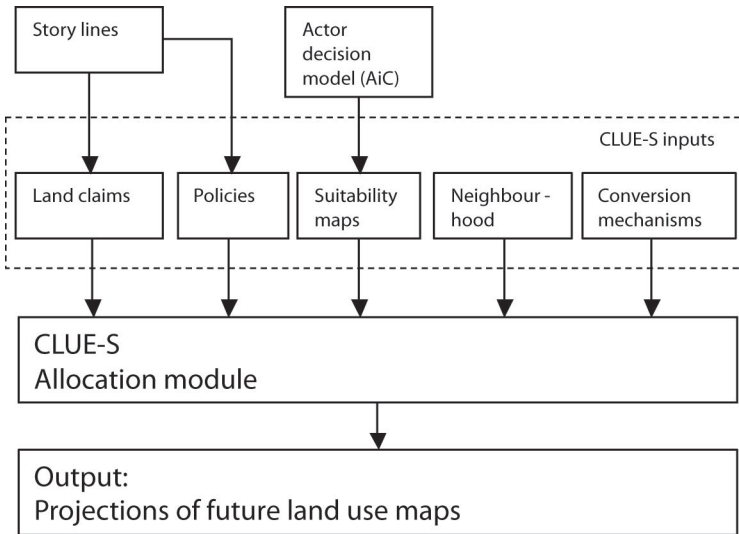 Story lines
Actor
decision
model (AiC)
CLUE-S inputs
Land claims
Policies
Suitability
maps
Neighbour -
hood
Conversion
mechanisms
CLUE-S
Allocation module
Output:
Projections of future land use maps